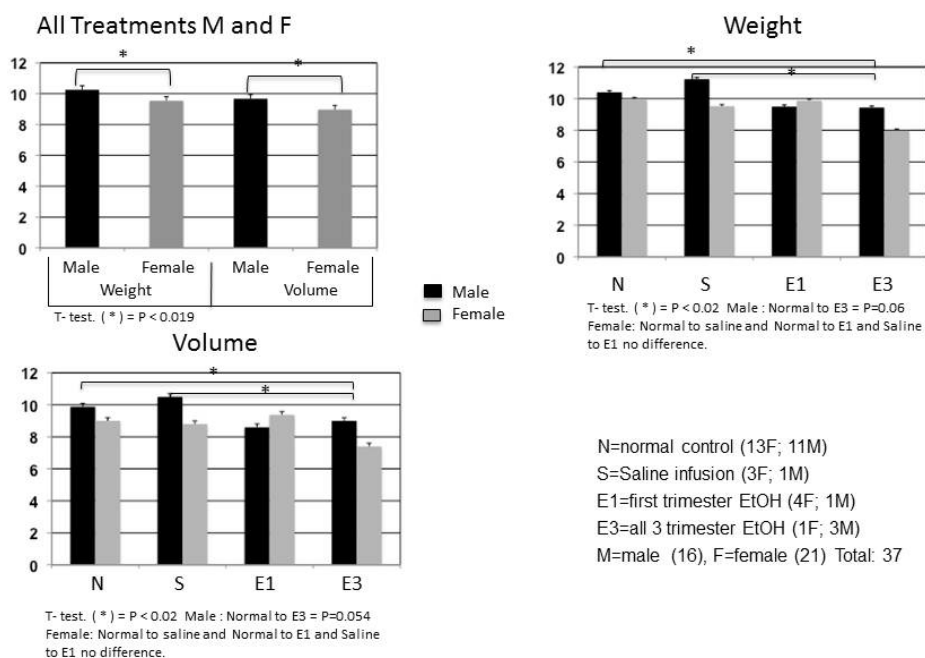 All Treatments M and F
*
*
12
10
8
6
4
2
0
Male Female Male Female
Weight Volume
T- test. ( * ) = P < 0.019
Weight
*
*
12
10
8
6
4
2
0
N S E1 E3
T- test. ( * ) = P < 0.02 Male : Normal to E3 = P=0.06
Female: Normal to saline and Normal to E1 and Saline
to E1 no difference.
Male
Female
Volume
*
*
12
10
8
6
4
2
0
N S E1 E3
T- test. ( * ) = P < 0.02 Male : Normal to E3 = P=0.054
Female: Normal to saline and Normal to E1 and Saline
to E1 no difference.
N=normal control (13F; 11M)
S=Saline infusion (3F; 1M)
E1=first trimester EtOH (4F; 1M)
E3=all 3 trimester EtOH (1F; 3M)
M=male (16), F=female (21) Total: 37